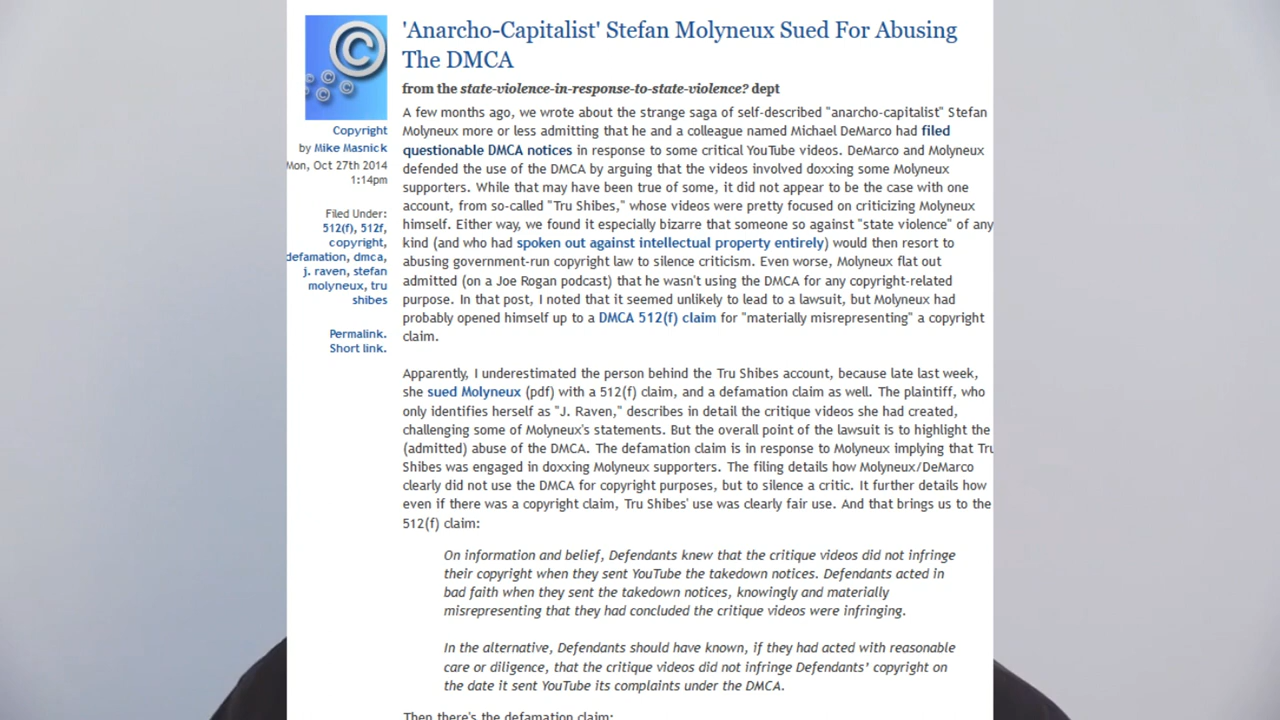 'Anarcho-Capitalist' Stefan Molyneux Sued For Abusing
The DMCA
from the state-violence-in-response-to-state-violence? dept
Copyright
by Mike Masnick
Mon, Oct 27th 2014
1:14pm
Filed Under:
512(f), 512f,
copyright,
defamation, dmca,
j. raven, stefan
molyneux, tru
shibes
Permalink.
Short link.
A few months ago, we wrote about the strange saga of self-described "anarcho-capitalist" Stefan
Molyneux more or less admitting that he and a colleague named Michael DeMarco had filed
questionable DMCA notices in response to some critical YouTube videos. DeMarco and Molyneux
defended the use of the DMCA by arguing that the videos involved doxxing some Molyneux
supporters. While that may have been true of some, it did not appear to be the case with one
account, from so-called "Tru Shibes," whose videos were pretty focused on criticizing Molyneux
himself. Either way, we found it especially bizarre that someone so against "state violence" of any
kind (and who had spoken out against intellectual property entirely) would then resort to
abusing government-run copyright law to silence criticism. Even worse, Molyneux flat out
admitted (on a Joe Rogan podcast) that he wasn't using the DMCA for any copyright-related
purpose. In that post, I noted that it seemed unlikely to lead to a lawsuit, but Molyneux had
probably opened himself up to a DMCA 512(f) claim for "materially misrepresenting" a copyright
claim.
Apparently, I underestimated the person behind the Tru Shibes account, because late last week,
she sued Molyneux (pdf) with a 512(f) claim, and a defamation claim as well. The plaintiff, who
only identifies herself as "J. Raven," describes in detail the critique videos she had created,
challenging some of Molyneux's statements. But the overall point of the lawsuit is to highlight the
(admitted) abuse of the DMCA. The defamation claim is in response to Molyneux implying that Tru
Shibes was engaged in doxxing Molyneux supporters. The filing details how Molyneux/DeMarco
clearly did not use the DMCA for copyright purposes, but to silence a critic. It further details how
even if there was a copyright claim, Tru Shibes' use was clearly fair use. And that brings us to the
512(f) claim:
On information and belief, Defendants knew that the critique videos did not infringe
their copyright when they sent YouTube the takedown notices. Defendants acted in
bad faith when they sent the takedown notices, knowingly and materially
misrepresenting that they had concluded the critique videos were infringing.
In the alternative, Defendants should have known, if they had acted with reasonable
care or diligence, that the critique videos did not infringe Defendants' copyright on
the date it sent YouTube its complaints under the DMCA.
Then there's the defamation claim: